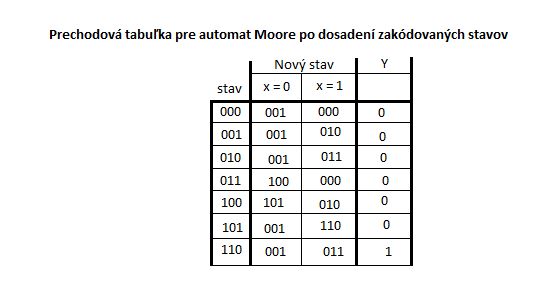 Prechodová tabuľka pre automat Moore po dosadení zakódovaných stavov
Nový stav Y
stav x = 0 x = 1
000 001 000 0
001 001 010 0
010 001 011 0
011 100 000 0
100 101 010 0
101 001 110 0
110 001 011 1